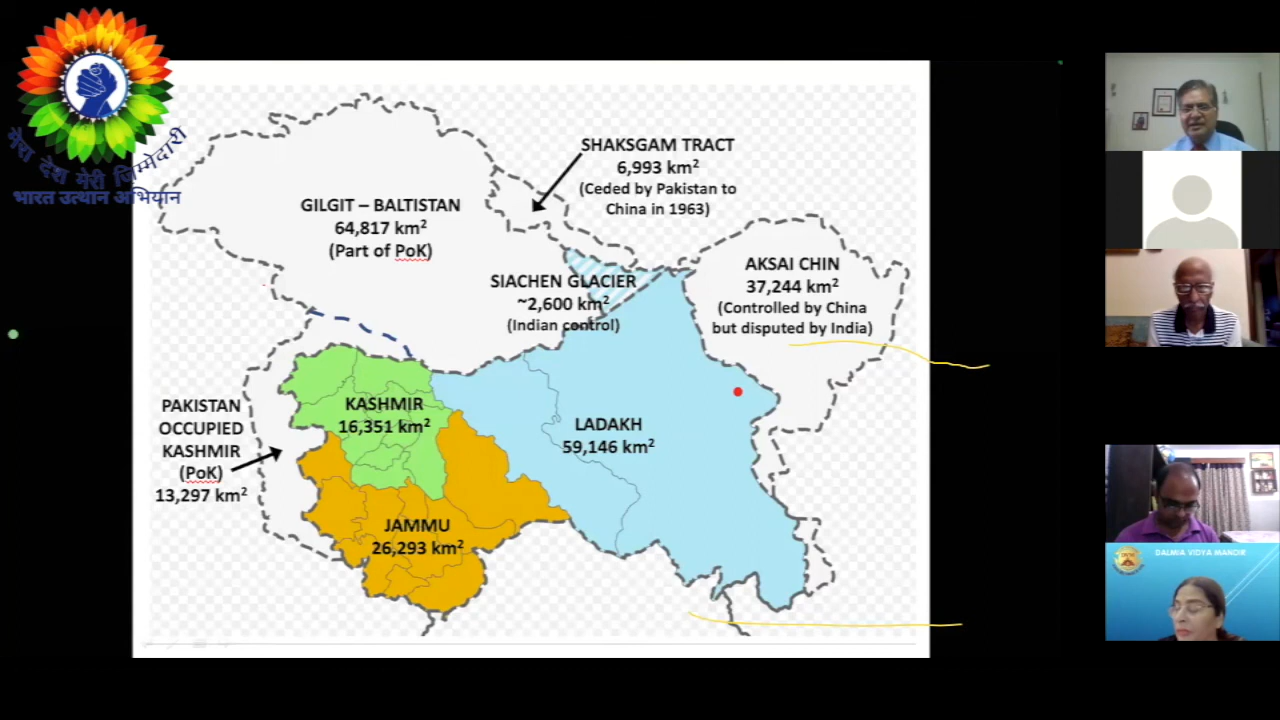 मेरा देश मेरी जिम्मेदारी
भारत उत्थान अभियान
SHAKSGAM TRACT
6,993 km²
(Ceded by Pakistan to
China in 1963)
GILGIT – BALTISTAN
64,817 km²
(Part of PoK)
AKSAI CHIN
37,244 km²
(Controlled by China
but disputed by India)
SIACHEN GLACIER
~2,600 km²
(Indian control)
KASHMIR
16,351 km²
LADAKH
59,146 km²
PAKISTAN
OCCUPIED
KASHMIR
(PoK)
13,297 km²
JAMMU
26,293 km²
DALMIA VIDYA MANDIR